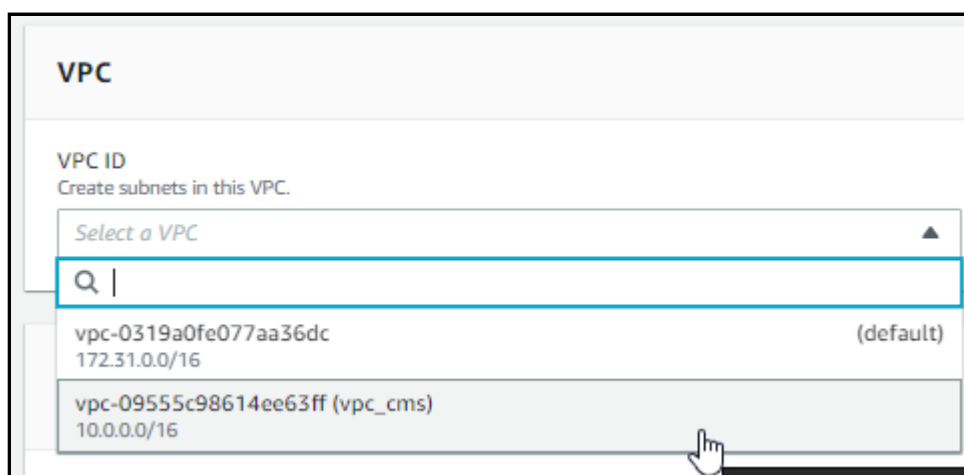 VPC
VPC ID
Create subnets in this VPC.
Select a VPC
vpc-0319a0fe077aa36dc (default)
172.31.0.0/16
vpc-09555c98614ee63ff (vpc_cms)
10.0.0.0/16